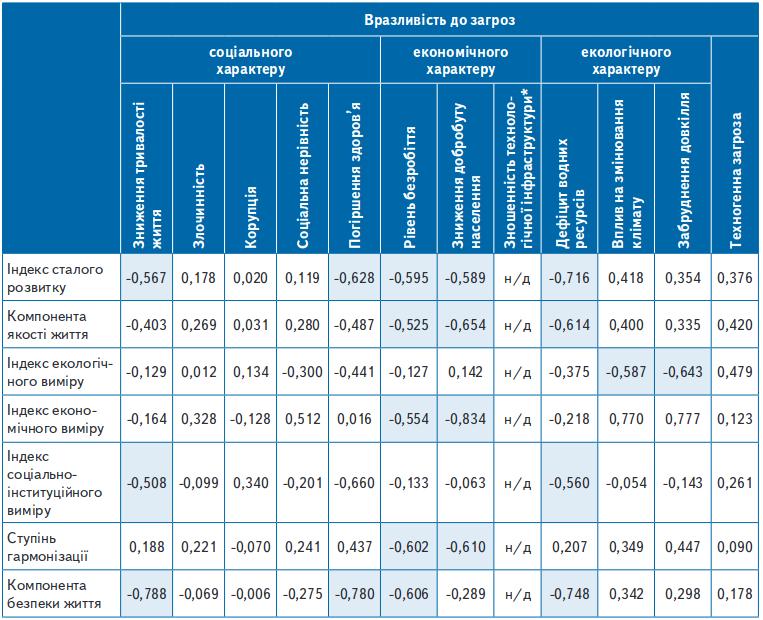 Вразливість до загроз
соціального
характеру
економічного
характеру
екологічного
характеру
Зниження тривалості
життя
Злочинність
Корупція
Соціальна нерівність
Погіршення здоров’я
Рівень безробіття
Зниження добробуту
населення
Зношенність техноло-
гічної інфраструктури*
Дефіцит водних
ресурсів
Вплив на змінювання
клімату
Забруднення довкілля
Техногенна загроза
Індекс сталого
розвитку
-0,567 0,178 0,020 0,119 -0,628 -0,595 -0,589 н/д -0,716 0,418 0,354 0,376
Компонента
якості життя
-0,403 0,269 0,031 0,280 -0,487 -0,525 -0,654 н/д -0,614 0,400 0,335 0,420
Індекс екологіч-
ного виміру
-0,129 0,012 0,134 -0,300 -0,441 -0,127 0,142 н/д -0,375 -0,587 -0,643 0,479
Індекс еконо-
мічного виміру
-0,164 0,328 -0,128 0,512 0,016 -0,554 -0,834 н/д -0,218 0,770 0,777 0,123
Індекс
соціально-
інституційного
виміру
-0,508 -0,099 0,340 -0,201 -0,660 -0,133 -0,063 н/д -0,560 -0,054 -0,143 0,261
Ступінь
гармонізації
0,188 0,221 -0,070 0,241 0,437 -0,602 -0,610 н/д 0,207 0,349 0,447 0,090
Компонента
безпеки життя
-0,788 -0,069 -0,006 -0,275 -0,780 -0,606 -0,289 н/д -0,748 0,342 0,298 0,178